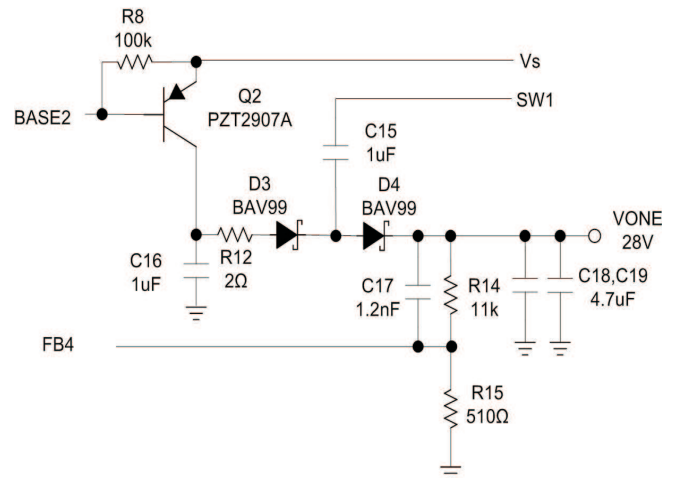 R8
100k
Vs
BASE2
Q2
PZT2907A
SW1
C15
1uF
D3
BAV99
D4
BAV99
VONE
28V
C16
1uF
R12
2Ω
C17
1.2nF
R14
11k
C18,C19
4.7uF
FB4
R15
510Ω